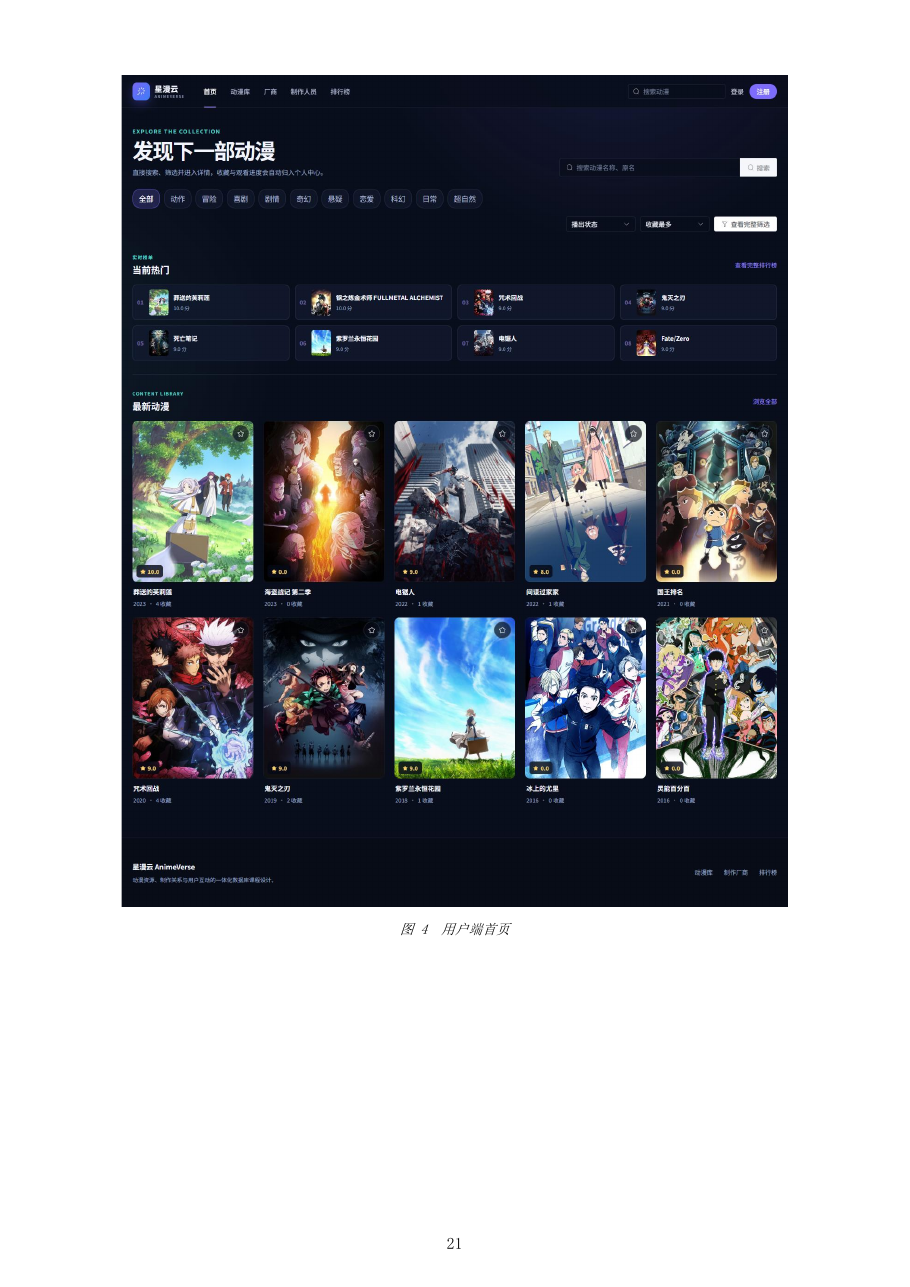 星漫云
ANIMEVERSE
首页 动漫库 厂商 制作人员 排行榜
搜索动漫 登录 注册
EXPLORE THE COLLECTION
发现下一部动漫
直接搜索、筛选并进入详情。收藏与观看进度会自动归入个人中心。
搜索动漫名称、原名 搜索
全部 动作 冒险 喜剧 剧情 奇幻 悬疑 恋爱 科幻 日常 超自然
播出状态 收藏最多 查看完整筛选
实时榜单
当前热门
查看完整排行榜
01 葬送的芙莉莲 10.0 分
02 钢之炼金术师 FULLMETAL ALCHEMIST 10.0 分
03 咒术回战 9.0 分
04 鬼灭之刃 9.0 分
05 死亡笔记 9.0 分
06 紫罗兰永恒花园 9.0 分
07 电锯人 9.0 分
08 Fate/Zero 9.0 分
CONTENT LIBRARY
最新动漫
浏览全部
★ 10.0 ★ 0.0 ★ 9.0 ★ 8.0 ★ 0.0
葬送的芙莉莲 海盗战记 第二季 电锯人 间谍过家家 国王排名
2023 · 4 收藏 2023 · 0 收藏 2022 · 1 收藏 2022 · 1 收藏 2021 · 0 收藏
★ 9.0 ★ 9.0 ★ 9.0 ★ 0.0 ★ 0.0
咒术回战 鬼灭之刃 紫罗兰永恒花园 冰上的尤里 灵能百分百
2020 · 4 收藏 2019 · 2 收藏 2018 · 1 收藏 2016 · 0 收藏 2016 · 0 收藏
星漫云 AnimeVerse
动漫资源、制作关系与用户互动的一体化数据库课程设计。
动漫库 制作厂商 排行榜
图 4 用户端首页
21